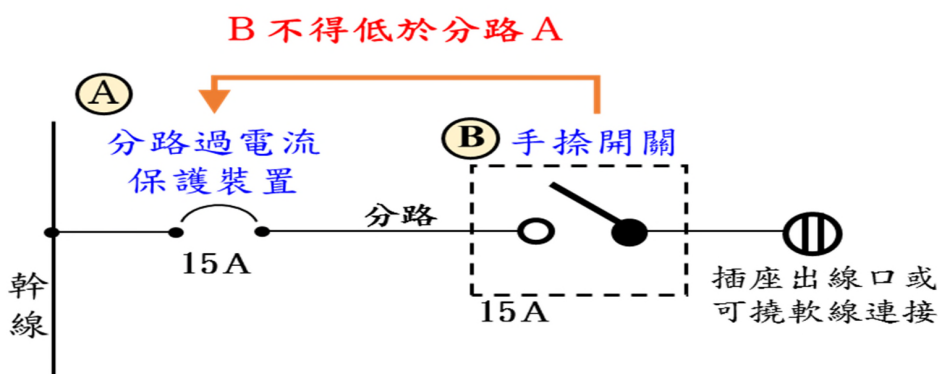 B 不得低於分路 A
A
分路過電流
保護裝置
B
手捺開關
分路
15A
15A
幹
線
插座出線口或
可撓軟線連接